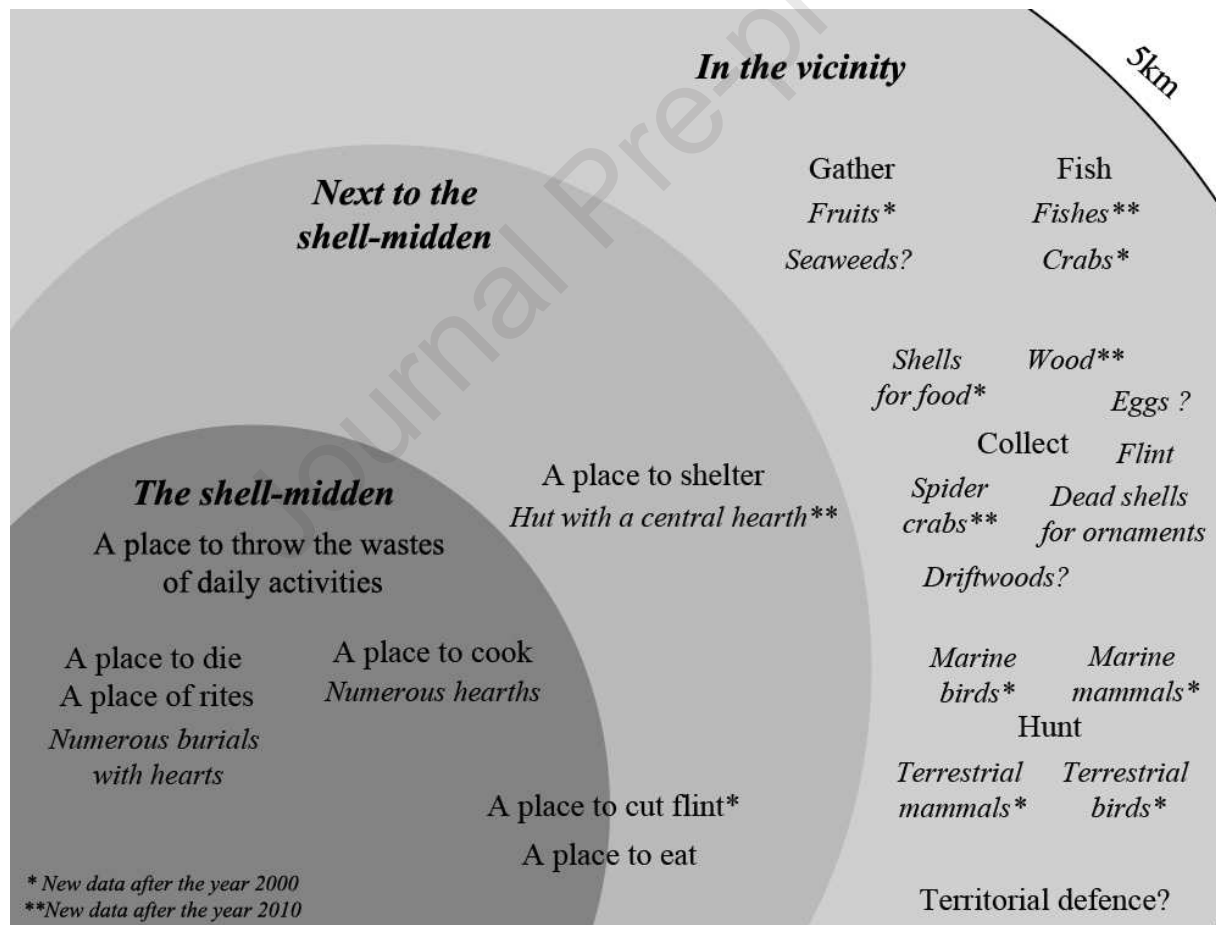 In the vicinity
5km
Journal Pre-pr
Gather
Fish
Fruits*
Fishes**
Seaweeds?
Crabs*
Next to the
shell-midden
Shells
for food*
Wood**
Eggs ?
Collect
Flint
Spider
crabs**
Dead shells
for ornaments
Driftwoods?
A place to shelter
Hut with a central hearth**
The shell-midden
A place to throw the wastes
of daily activities
A place to die
A place of rites
Numerous burials
with hearts
A place to cook
Numerous hearths
Marine
birds*
Marine
mammals*
Hunt
Terrestrial
mammals*
Terrestrial
birds*
A place to cut flint*
A place to eat
Territorial defence?
* New data after the year 2000
**New data after the year 2010